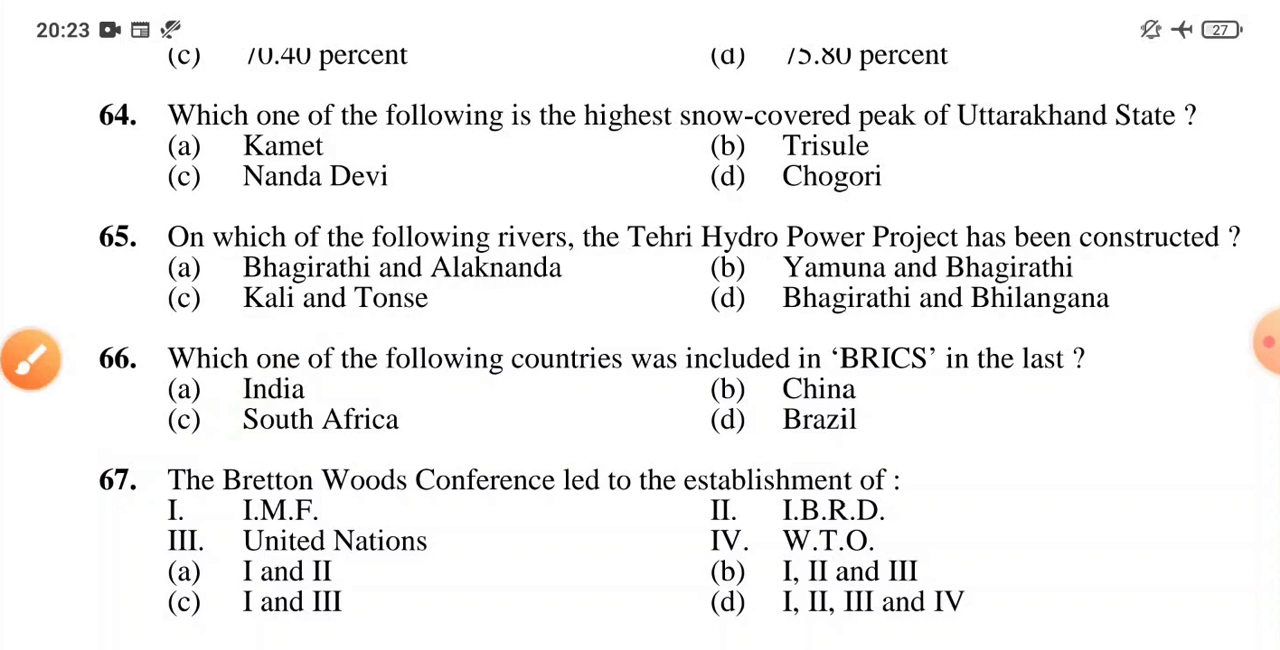 20:23 27
(c) 70.40 percent (d) 75.80 percent
64. Which one of the following is the highest snow-covered peak of Uttarakhand State ?
(a) Kamet (b) Trisule
(c) Nanda Devi (d) Chogori
65. On which of the following rivers, the Tehri Hydro Power Project has been constructed ?
(a) Bhagirathi and Alaknanda (b) Yamuna and Bhagirathi
(c) Kali and Tonse (d) Bhagirathi and Bhilangana
66. Which one of the following countries was included in ‘BRICS’ in the last ?
(a) India (b) China
(c) South Africa (d) Brazil
67. The Bretton Woods Conference led to the establishment of :
I. I.M.F. II. I.B.R.D.
III. United Nations IV. W.T.O.
(a) I and II (b) I, II and III
(c) I and III (d) I, II, III and IV